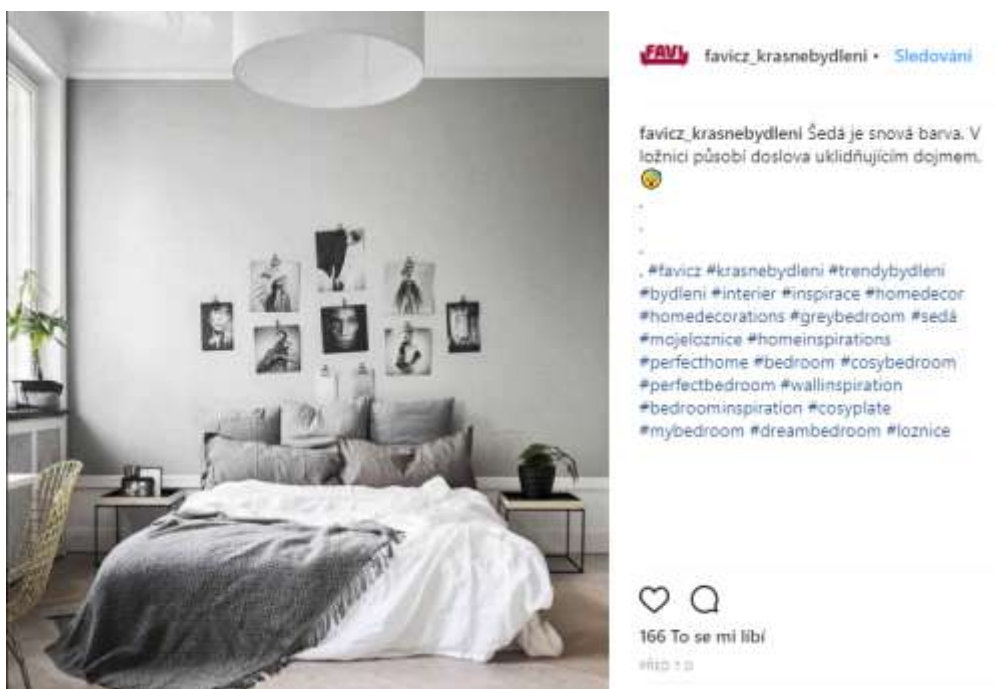 FAVI
favicz_krasnebydleni • Sledování
favicz_krasnebydleni Šedá je snová barva. V
ložnici působí doslova uklidňujícím dojmem.
.
.
.
. #favicz #krasnebydleni #trendybydleni
#bydleni #interier #inspirace #homedecor
#homedecorations #greybedroom #sedá
#mojeloznice #homeinspirations
#perfecthome #bedroom #cosybedroom
#perfectbedroom #wallinspiration
#bedroominspiration #cosyplate
#mybedroom #dreambedroom #loznice
166 To se mi líbí
PŘED